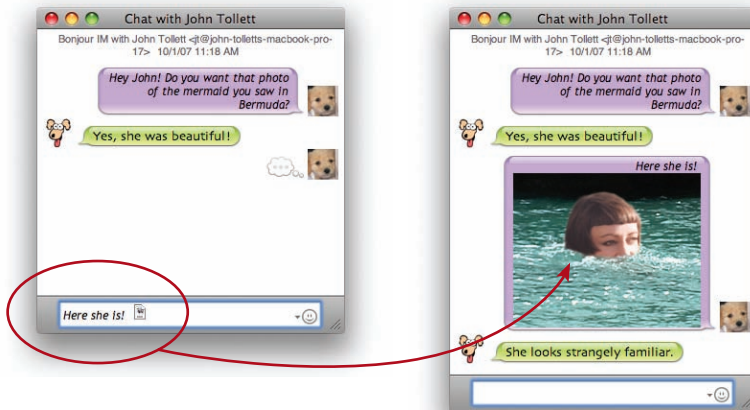 Chat with John Tollett
Bonjour IM with John Tollett <jt@john-tolletts-macbook-pro-
17> 10/1/07 11:18 AM
Hey John! Do you want that photo
of the mermaid you saw in
Bermuda?
Yes, she was beautiful!
Here she is!
Chat with John Tollett
Bonjour IM with John Tollett <jt@john-tolletts-macbook-pro-
17> 10/1/07 11:18 AM
Hey John! Do you want that photo
of the mermaid you saw in
Bermuda?
Yes, she was beautiful!
Here she is!
She looks strangely familiar.